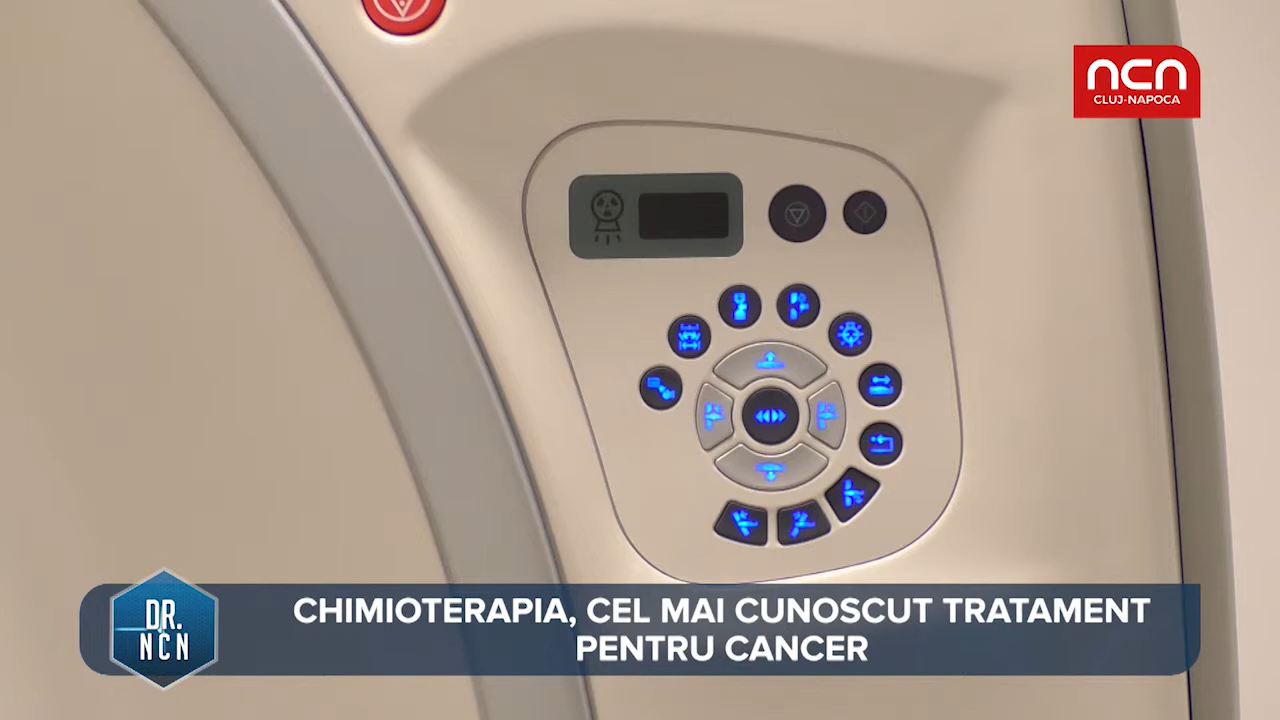 ncn
CLUJ-NAPOCA
DR.
NCN
CHIMIOTERAPIA, CEL MAI CUNOSCUT TRATAMENT
PENTRU CANCER